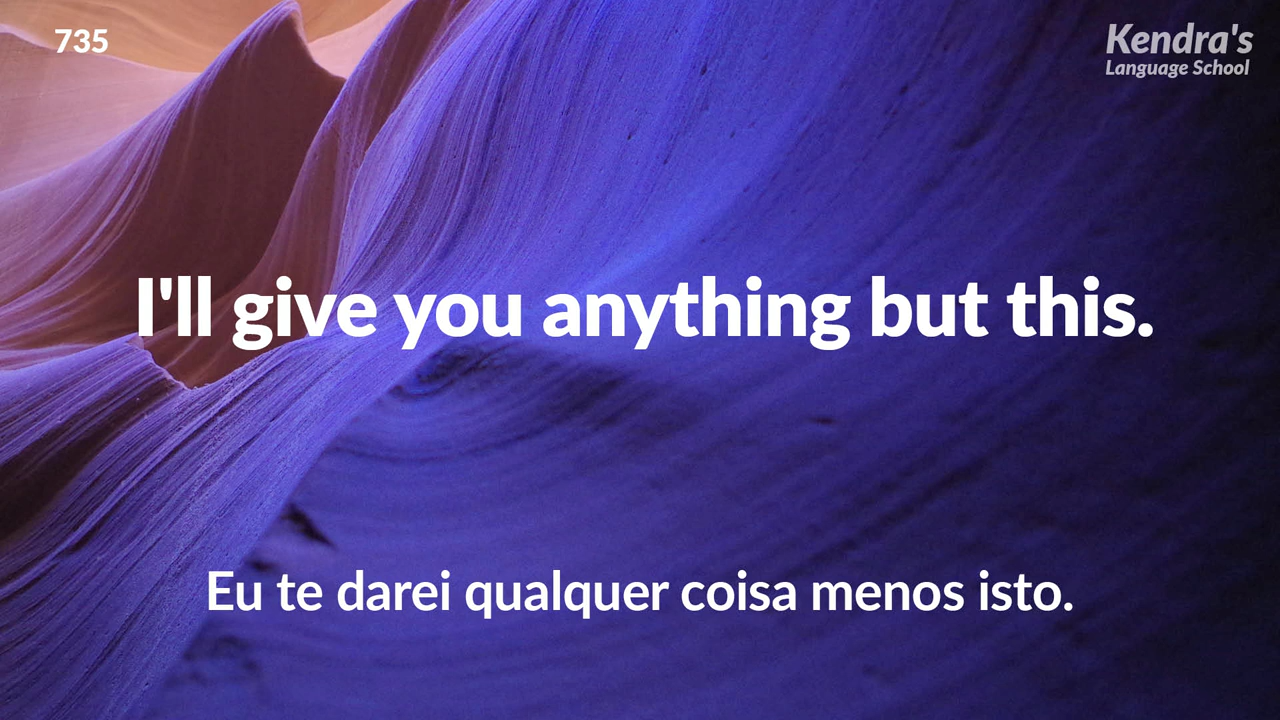 735
Kendra's
Language School
I'll give you anything but this.
Eu te darei qualquer coisa menos isto.